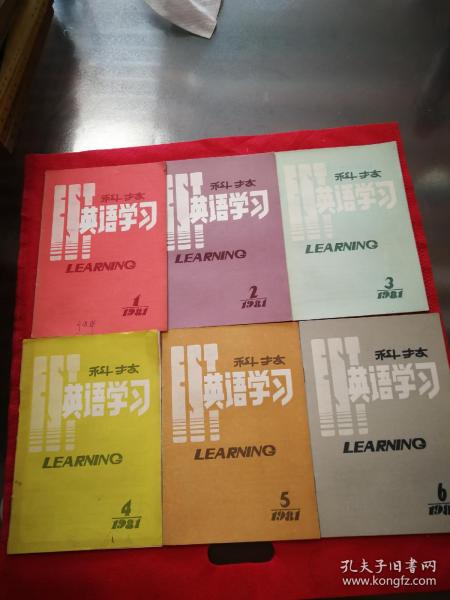 科技
EST
英语学习
LEARNING
1
1981
科技
EST
英语学习
LEARNING
2
1981
科技
EST
英语学习
LEARNING
3
1981
科技
EST
英语学习
LEARNING
4
1981
科技
EST
英语学习
LEARNING
5
1981
科技
EST
英语学习
LEARNING
6
1981
孔夫子旧书网
www.kongfz.com